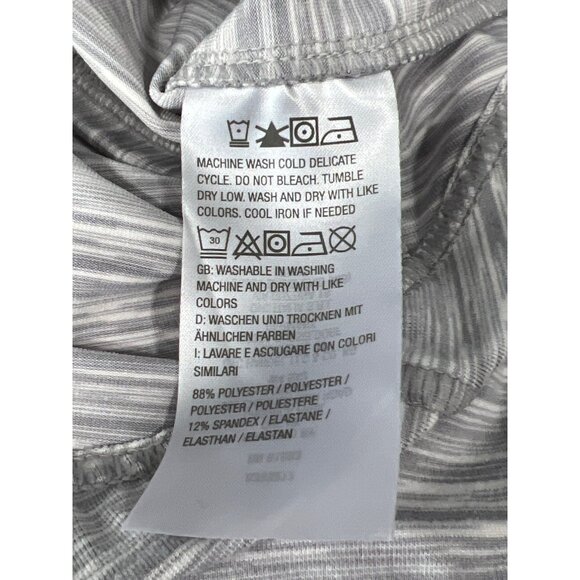 MACHINE WASH COLD DELICATE
CYCLE. DO NOT BLEACH. TUMBLE
DRY LOW. WASH AND DRY WITH LIKE
COLORS. COOL IRON IF NEEDED
30
GB: WASHABLE IN WASHING
MACHINE AND DRY WITH LIKE
COLORS
D: WASCHEN UND TROCKNEN MIT
ÄHNLICHEN FARBEN
I: LAVARE E ASCIUGARE CON COLORI
SIMILARI
88% POLYESTER / POLYESTER /
POLYESTER / POLIESTERE
12% SPANDEX / ELASTANE /
ELASTHAN / ELASTAN